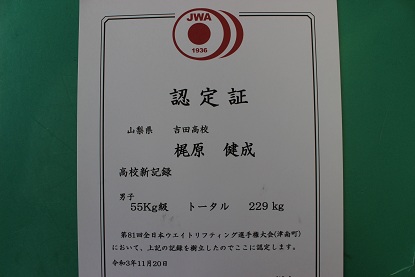 JWA
1936
認定証
山梨県 吉田高校
梶原 健成
高校新記録
男子
55Kg級 トータル 229 kg
第81回全日本ウエイトリフティング選手権大会(津南町)
において、上記の記録を樹立したのでここに認定します。
令和3年11月20日